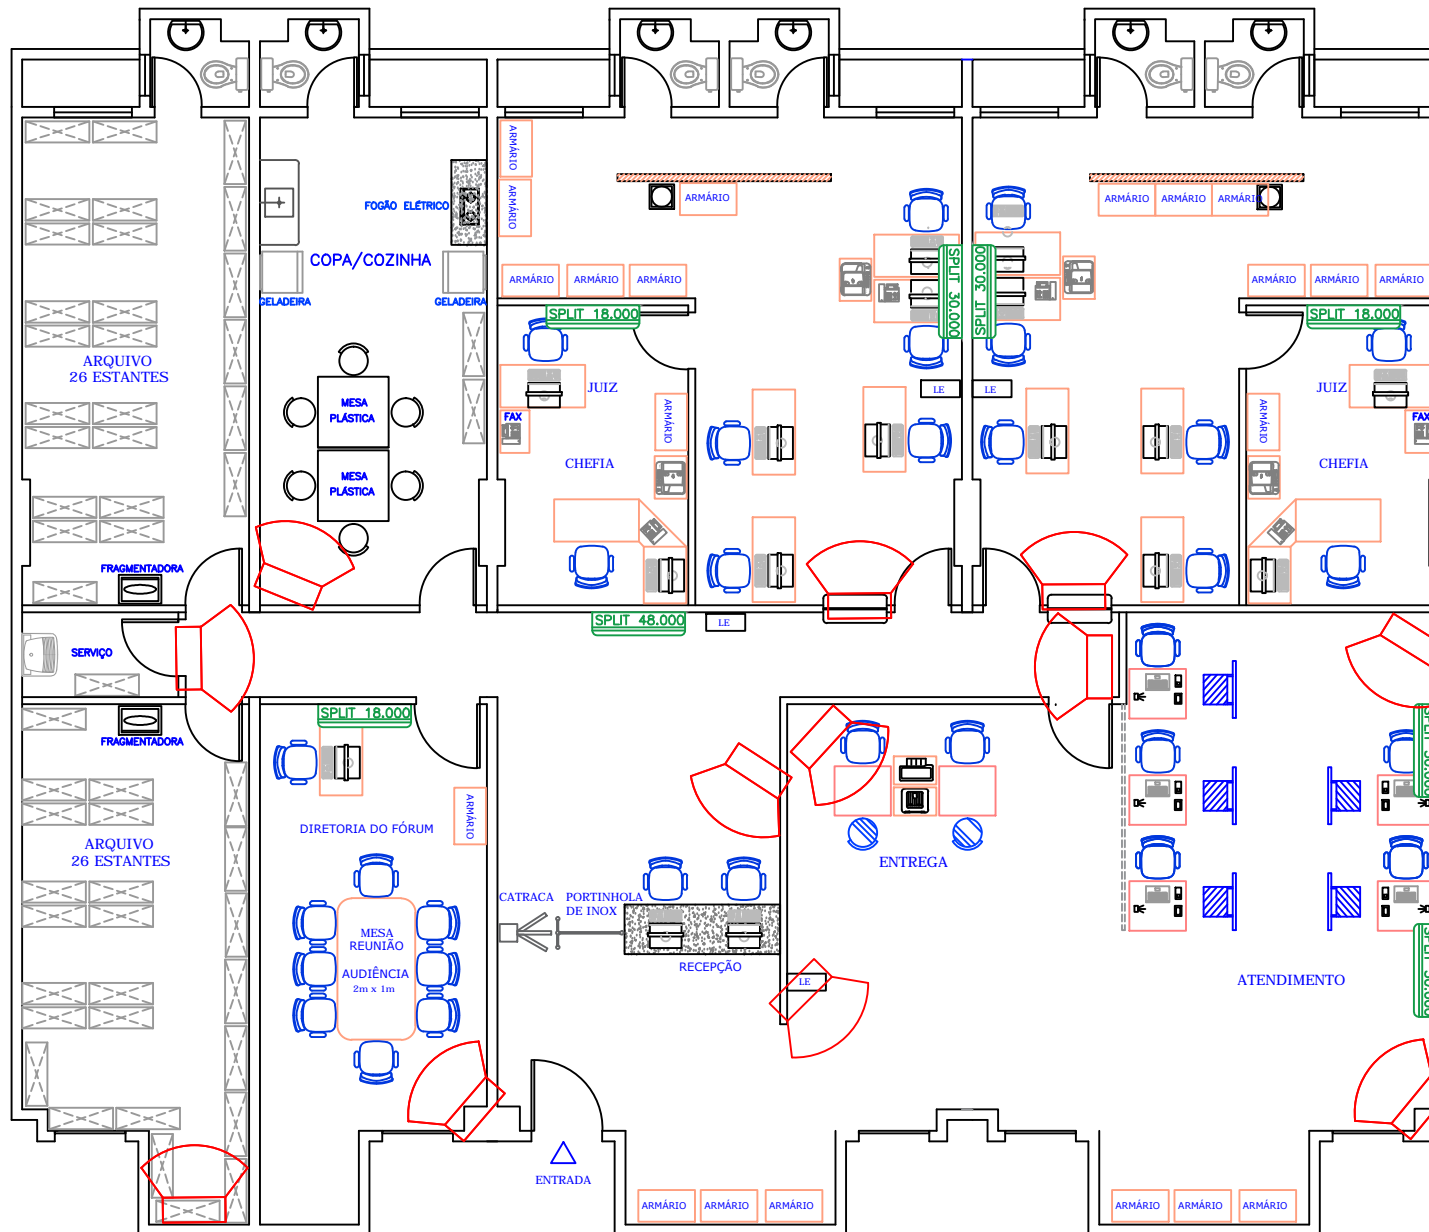 ARMÁRIO
ARMÁRIO
ARMÁRIO
ARMÁRIO
ARMÁRIO
ARMÁRIO
FOGÃO ELÉTRICO
COPA/COZINHA
GELADEIRA
GELADEIRA
ARMÁRIO
ARMÁRIO
ARMÁRIO
ARMÁRIO
ARMÁRIO
ARMÁRIO
SPLIT 30.000
SPLIT 30.000
SPLIT 18.000
SPLIT 18.000
ARQUIVO
26 ESTANTES
JUIZ
JUIZ
LE
LE
MESA
PLÁSTICA
FAX
FAX
ARMÁRIO
ARMÁRIO
CHEFIA
CHEFIA
MESA
PLÁSTICA
FRAGMENTADORA
SPLIT 48.000
LE
SERVIÇO
SPLIT 18.000
FRAGMENTADORA
ARMÁRIO
DIRETORIA DO FÓRUM
ARQUIVO
26 ESTANTES
ENTREGA
CATRACA
PORTINHOLA
DE INOX
MESA
REUNIÃO
AUDIÊNCIA
2m x 1m
RECEPÇÃO
LE
ATENDIMENTO
ENTRADA
ARMÁRIO
ARMÁRIO
ARMÁRIO
ARMÁRIO
ARMÁRIO
ARMÁRIO